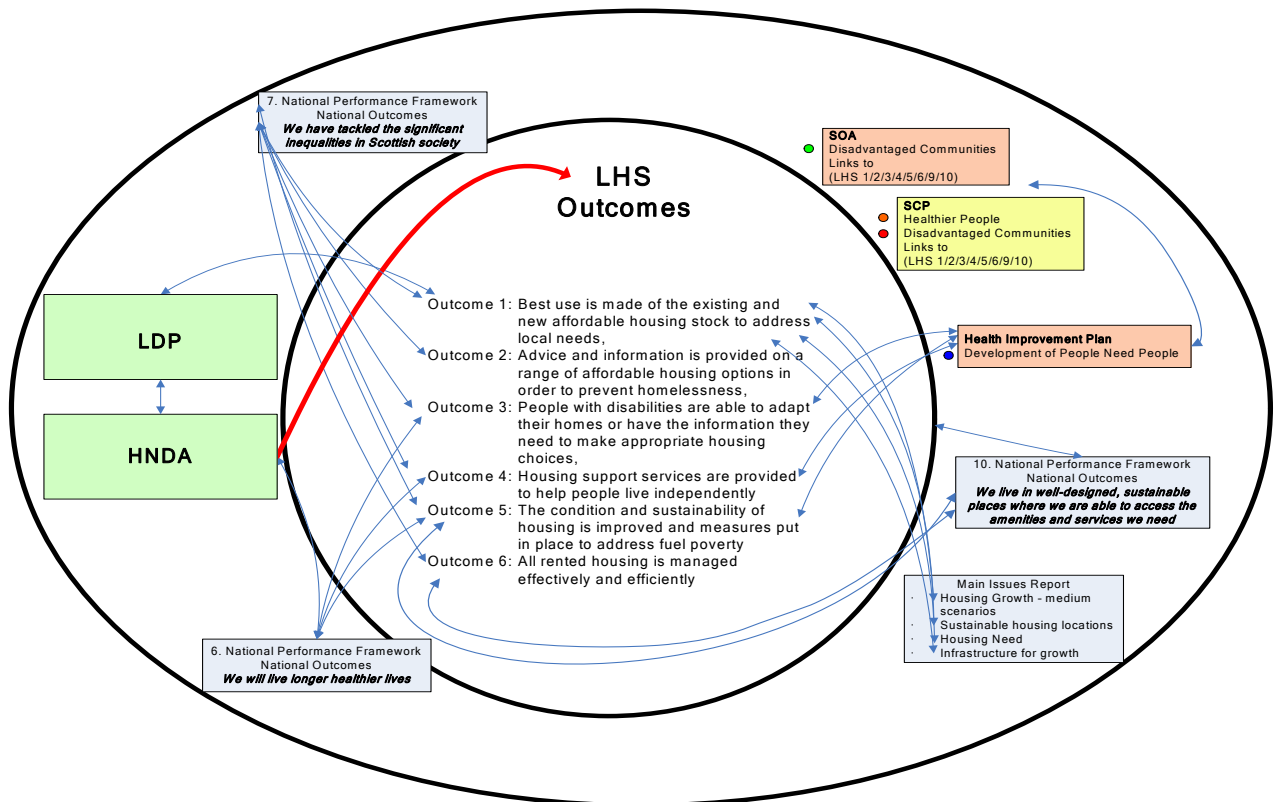 7. National Performance Framework
National Outcomes
We have tackled the significant
inequalities in Scottish society
SOA
Disadvantaged Communities
Links to
(LHS 1/2/3/4/5/6/9/10)
SCP
Healthier People
Disadvantaged Communities
Links to
(LHS 1/2/3/4/5/6/9/10)
LHS
Outcomes
LDP
HNDA
Outcome 1: Best use is made of the existing and
new affordable housing stock to address
local needs,
Outcome 2: Advice and information is provided on a
range of affordable housing options in
order to prevent homelessness,
Outcome 3: People with disabilities are able to adapt
their homes or have the information they
need to make appropriate housing
choices,
Outcome 4: Housing support services are provided
to help people live independently
Outcome 5: The condition and sustainability of
housing is improved and measures put
in place to address fuel poverty
Outcome 6: All rented housing is managed
effectively and efficiently
Health Improvement Plan
Development of People Need People
10. National Performance Framework
National Outcomes
We live in well-designed, sustainable
places where we are able to access the
amenities and services we need
Main Issues Report
· Housing Growth - medium
scenarios
· Sustainable housing locations
· Housing Need
· Infrastructure for growth
6. National Performance Framework
National Outcomes
We will live longer healthier lives